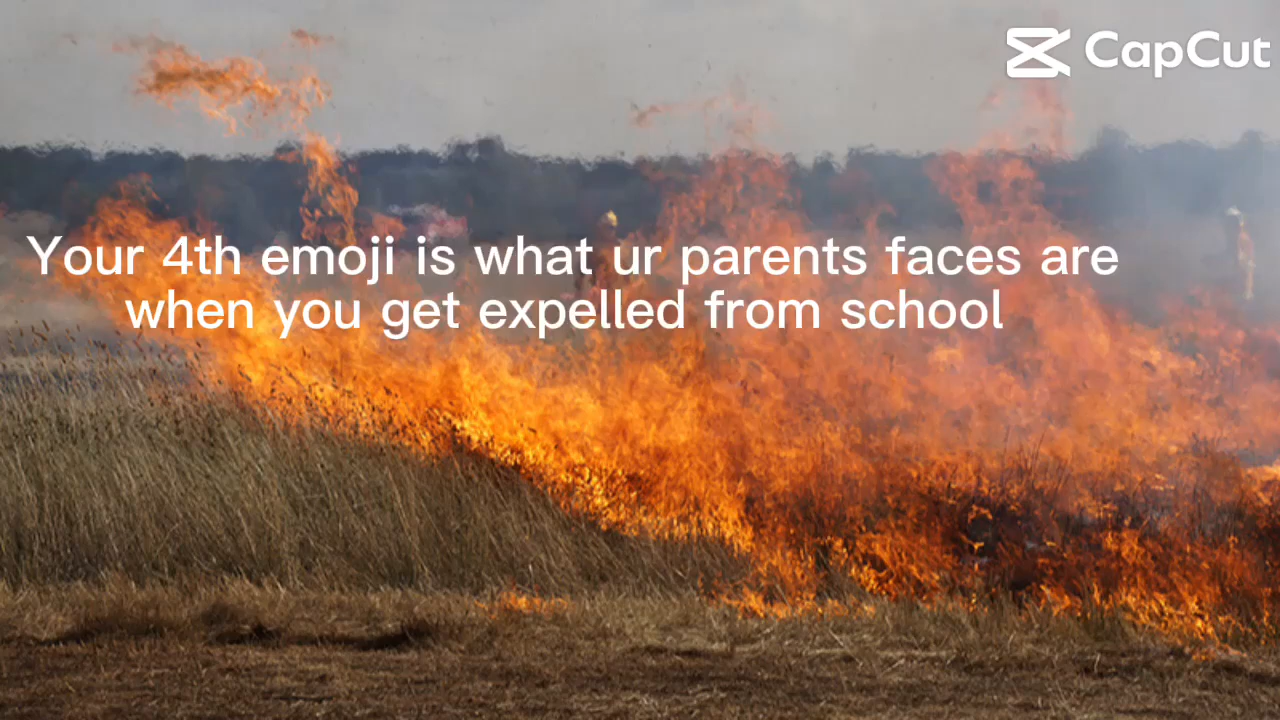 CapCut
Your 4th emoji is what ur parents faces are
when you get expelled from school